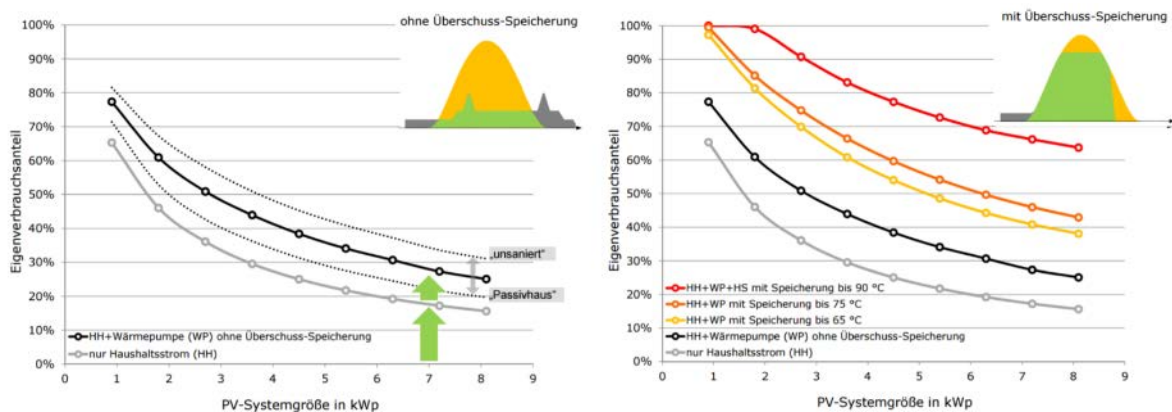 ohne Überschuss-Speicherung
100%
90%
80%
70%
60%
50%
40%
30%
20%
10%
0%
Eigenverbrauchsanteil
„unsaniert“
„Passivhaus“
HH+Wärmepumpe (WP) ohne Überschuss-Speicherung
nur Haushaltsstrom (HH)
0 1 2 3 4 5 6 7 8 9
PV-Systemgröße in kWp
mit Überschuss-Speicherung
100%
90%
80%
70%
60%
50%
40%
30%
20%
10%
0%
Eigenverbrauchsanteil
HH+WP+HS mit Speicherung bis 90 °C
HH+WP mit Speicherung bis 75 °C
HH+WP mit Speicherung bis 65 °C
HH+Wärmepumpe (WP) ohne Überschuss-Speicherung
nur Haushaltsstrom (HH)
0 1 2 3 4 5 6 7 8 9
PV-Systemgröße in kWp